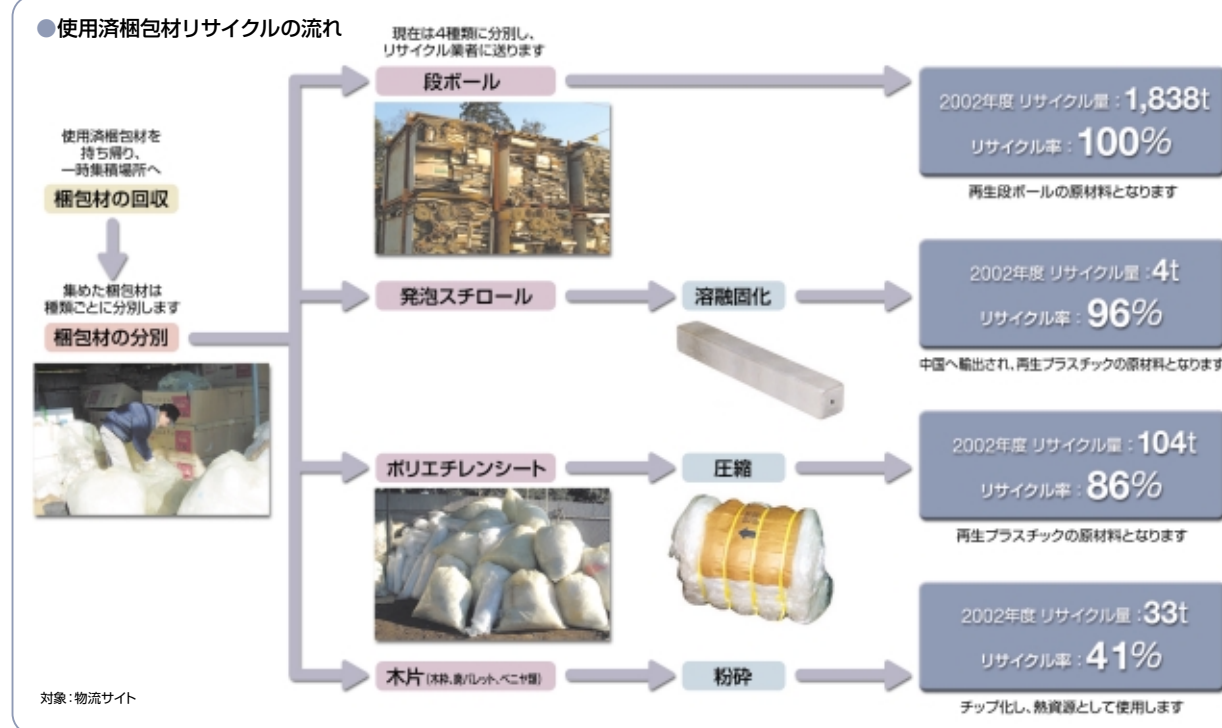 ●使用済梱包材リサイクルの流れ
使用済梱包材を
持ち帰り、
一時集積場所へ
梱包材の回収
集めた梱包材は
種類ごとに分別します
梱包材の分別
現在は4種類に分別し、
リサイクル業者に送ります
段ボール
2002年度 リサイクル量：1,838t
リサイクル率：100%
再生段ボールの原材料となります
発泡スチロール
溶融固化
2002年度 リサイクル量：4t
リサイクル率：96%
中国へ輸出され、再生プラスチックの原材料となります
ポリエチレンシート
圧縮
2002年度 リサイクル量：104t
リサイクル率：86%
再生プラスチックの原材料となります
木片（木枠、廃パレット、ベニヤ類）
粉砕
2002年度 リサイクル量：33t
リサイクル率：41%
チップ化し、熱資源として使用します
対象：物流サイト